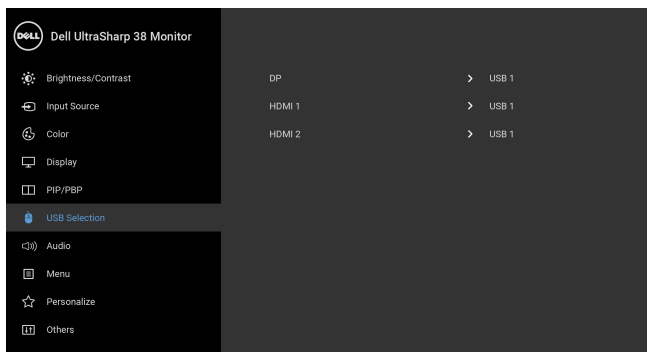 DELL Dell UltraSharp 38 Monitor
Brightness/Contrast
DP USB 1
Input Source
HDMI 1 USB 1
Color
HDMI 2 USB 1
Display
PIP/PBP
USB Selection
Audio
Menu
Personalize
Others